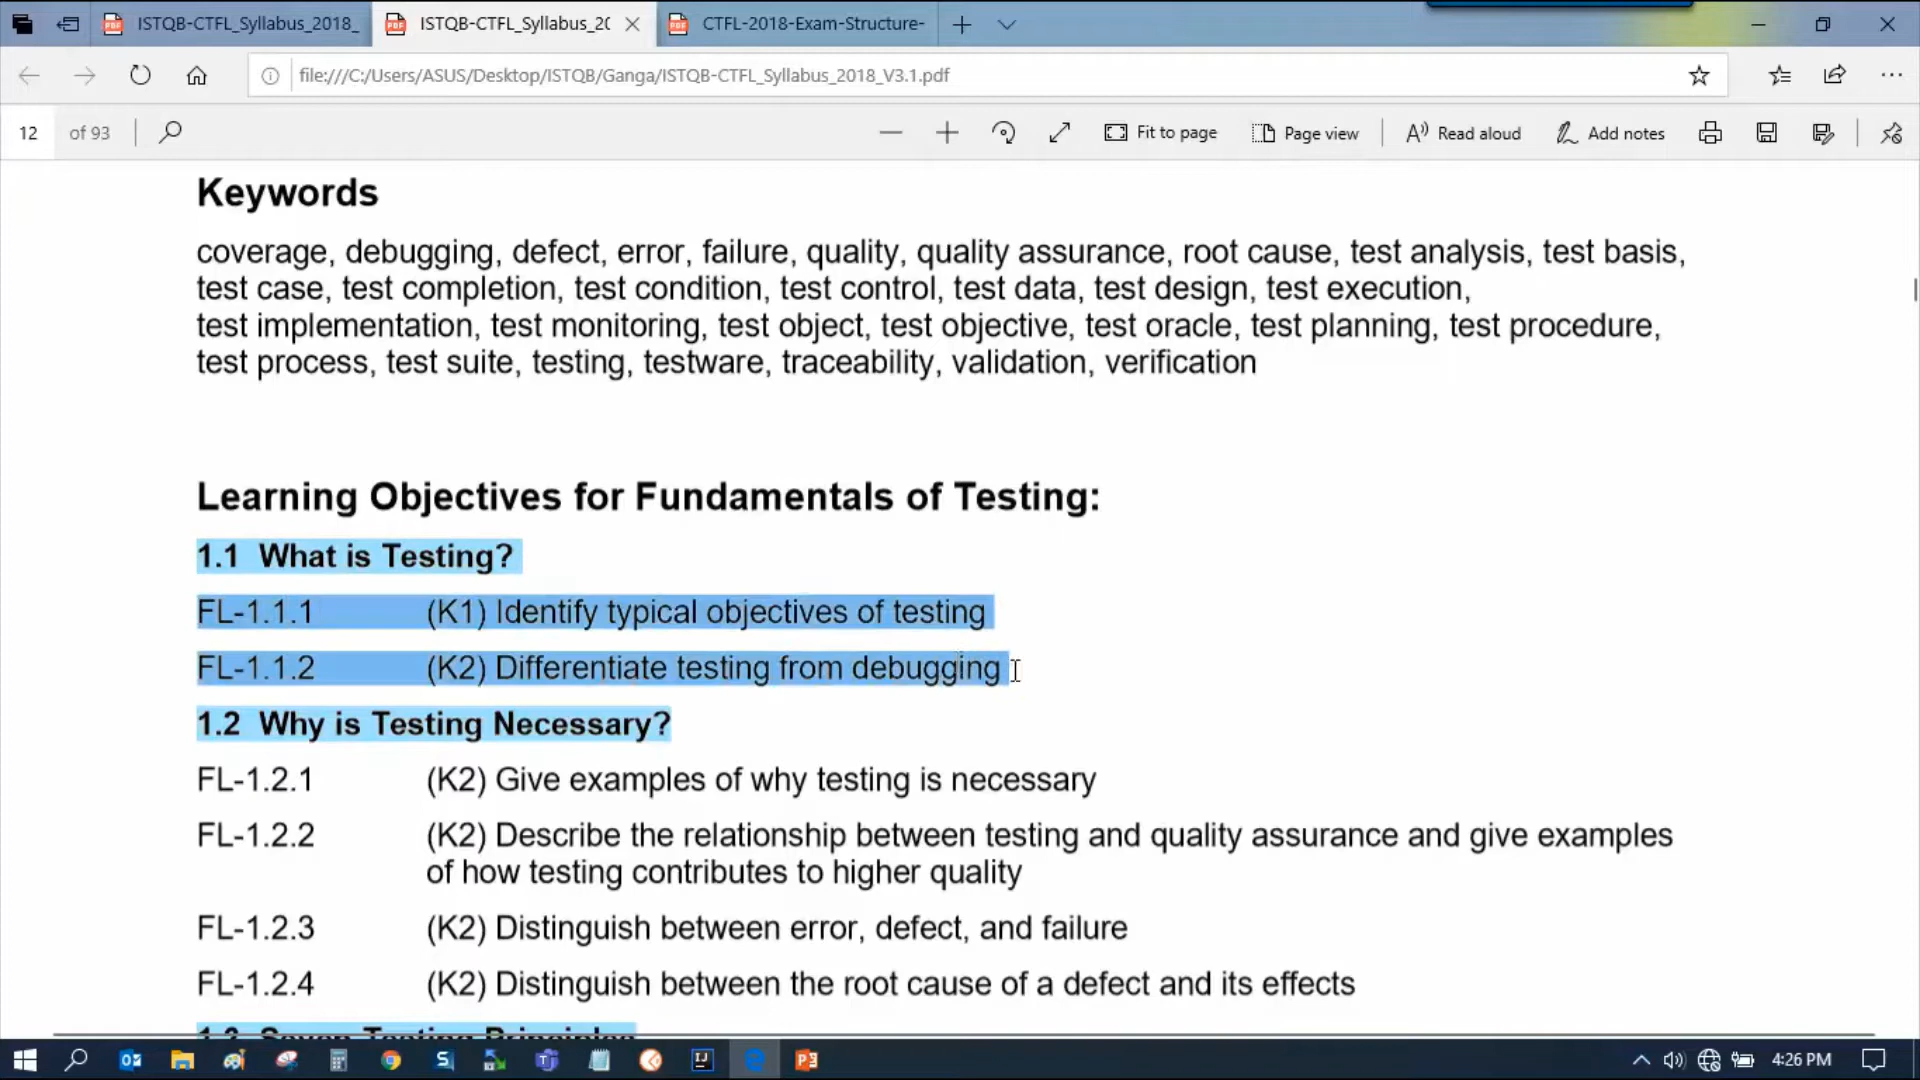 ISTQB-CTFL_Syllabus_2018_
ISTQB-CTFL_Syllabus_20
CTFL-2018-Exam-Structure-
file:///C:/Users/ASUS/Desktop/ISTQB/Ganga/ISTQB-CTFL_Syllabus_2018_V3.1.pdf
12 of 93
Fit to page
Page view
Read aloud
Add notes
Keywords
coverage, debugging, defect, error, failure, quality, quality assurance, root cause, test analysis, test basis,
test case, test completion, test condition, test control, test data, test design, test execution,
test implementation, test monitoring, test object, test objective, test oracle, test planning, test procedure,
test process, test suite, testing, testware, traceability, validation, verification
Learning Objectives for Fundamentals of Testing:
1.1 What is Testing?
FL-1.1.1 (K1) Identify typical objectives of testing
FL-1.1.2 (K2) Differentiate testing from debugging
1.2 Why is Testing Necessary?
FL-1.2.1 (K2) Give examples of why testing is necessary
FL-1.2.2 (K2) Describe the relationship between testing and quality assurance and give examples
of how testing contributes to higher quality
FL-1.2.3 (K2) Distinguish between error, defect, and failure
FL-1.2.4 (K2) Distinguish between the root cause of a defect and its effects
1.3 Seven Testing Principles
4:26 PM